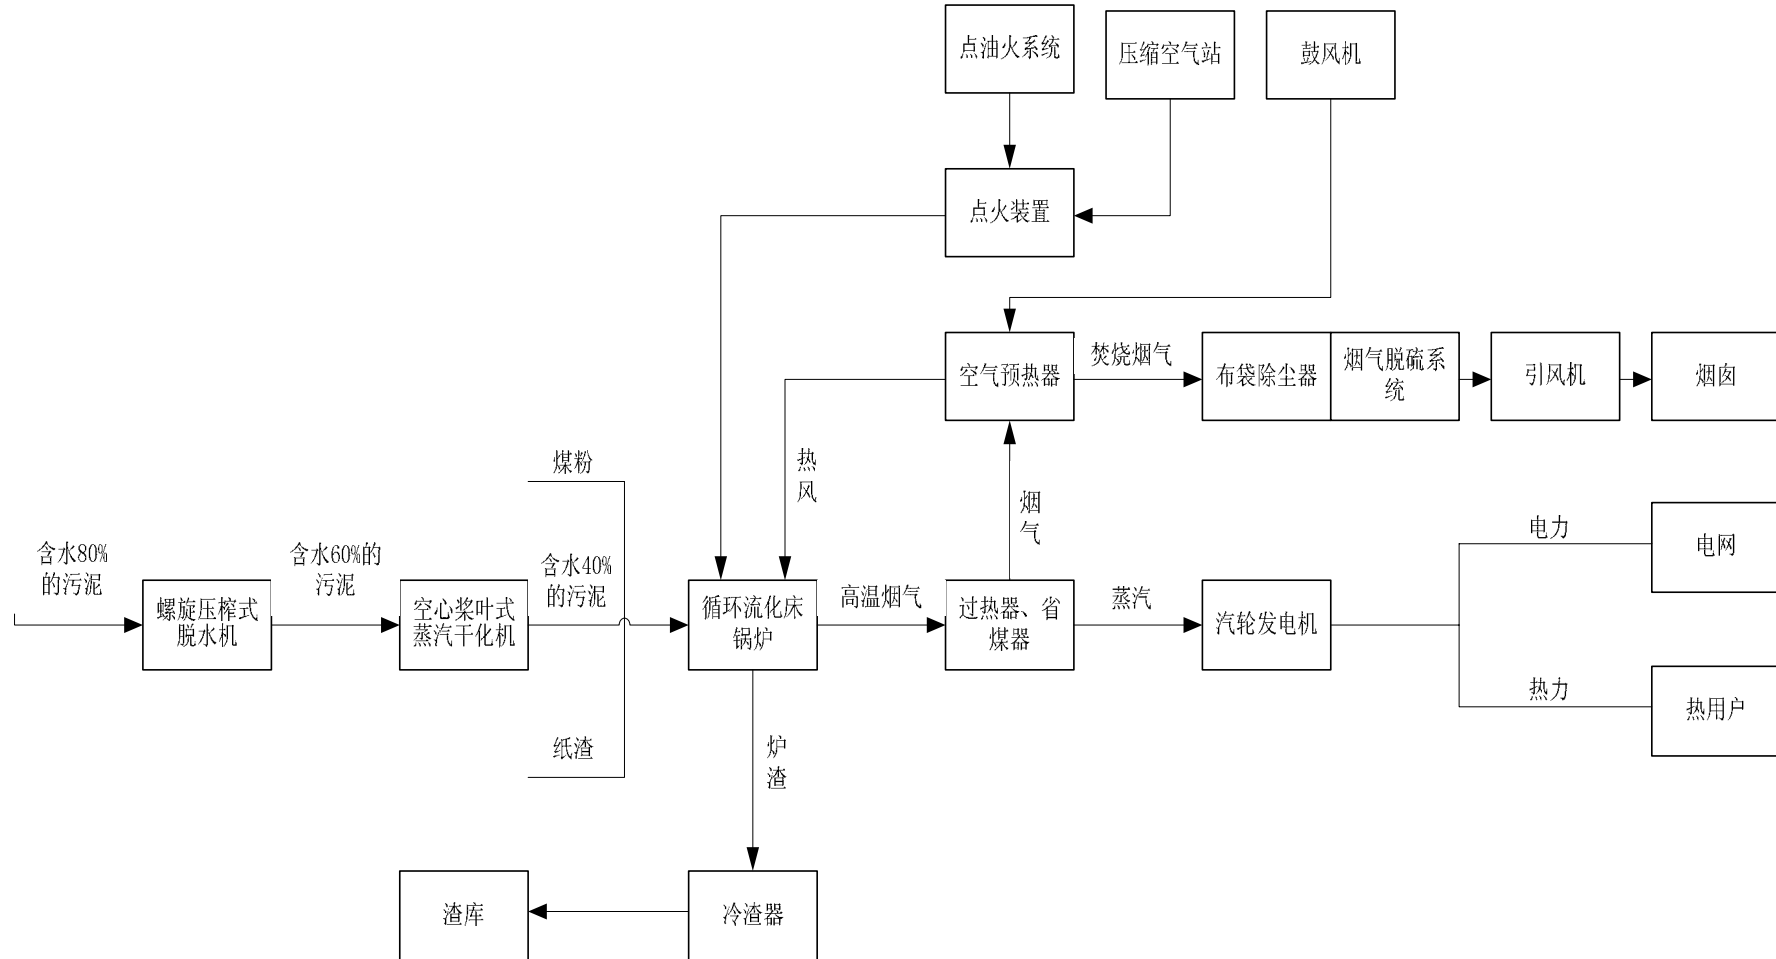 点油火系统
压缩空气站
鼓风机
点火装置
空气预热器
焚烧烟气
布袋除尘器
烟气脱硫系
统
引风机
烟囱
热
风
烟
气
煤粉
含水80%
的污泥
含水60%的
污泥
含水40%
的污泥
螺旋压榨式
脱水机
空心桨叶式
蒸汽干化机
循环流化床
锅炉
高温烟气
过热器、省
煤器
蒸汽
汽轮发电机
电力
电网
热力
热用户
纸渣
炉
渣
渣库
冷渣器